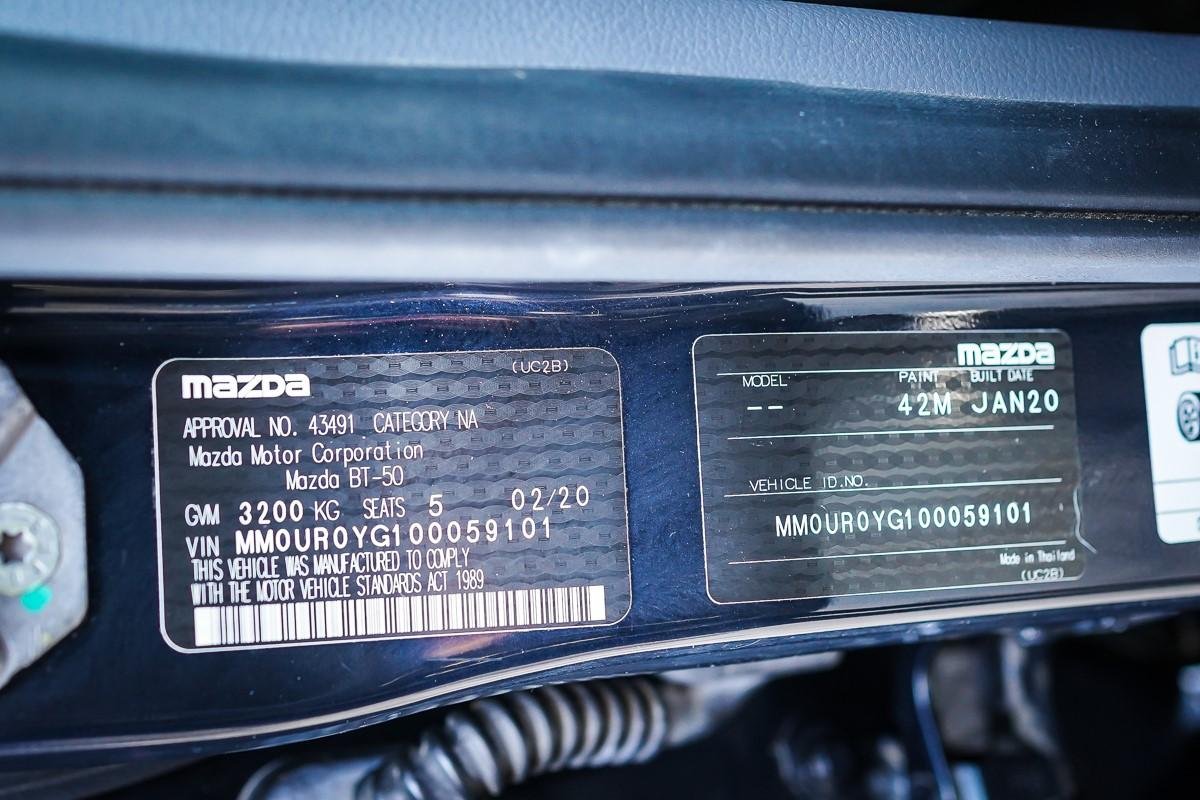 mazda
(UC2B)
APPROVAL NO. 43491 CATEGORY NA
Mazda Motor Corporation
Mazda BT-50
GVM 3200 KG SEATS 5 02/20
VIN MM0UR0YG100059101
THIS VEHICLE WAS MANUFACTURED TO COMPLY
WITH THE MOTOR VEHICLE STANDARDS ACT 1989
mazda
MODEL PAINT BUILT DATE
-- 42M JAN20
VEHICLE ID.NO.
MM0UR0YG100059101
Made in Thailand
(UC2B)